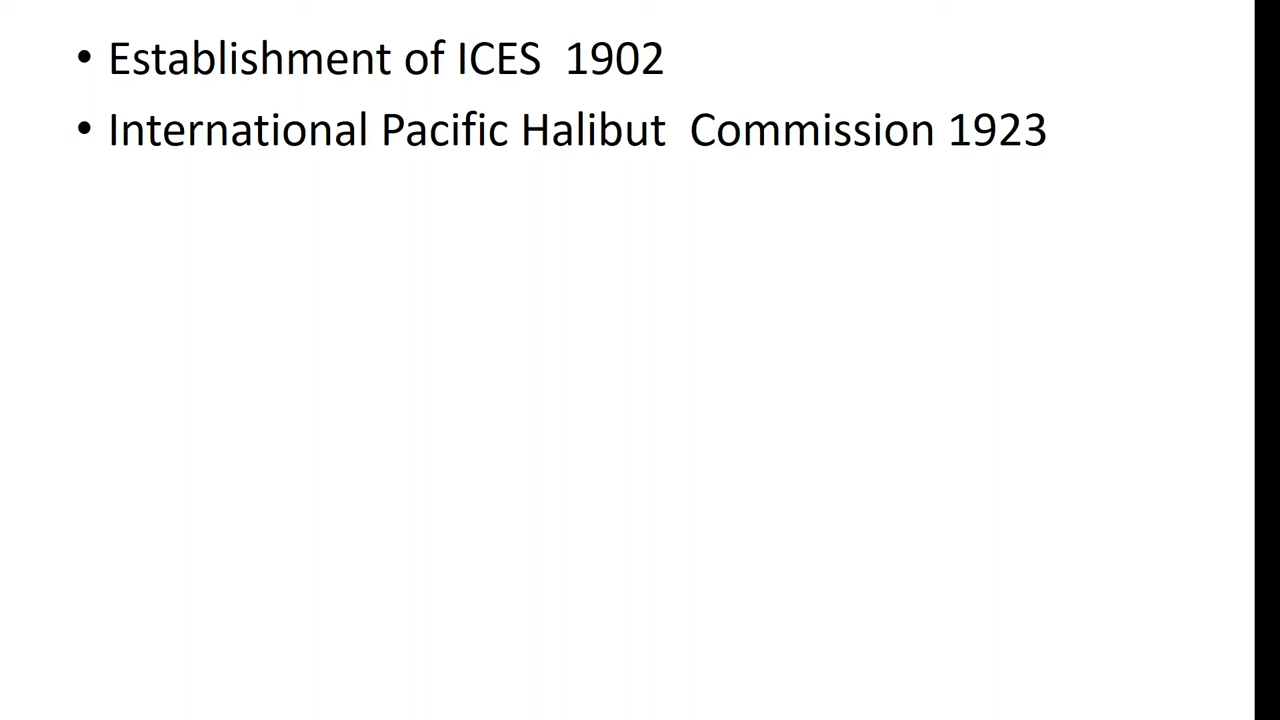 • Establishment of ICES  1902
• International Pacific Halibut  Commission 1923